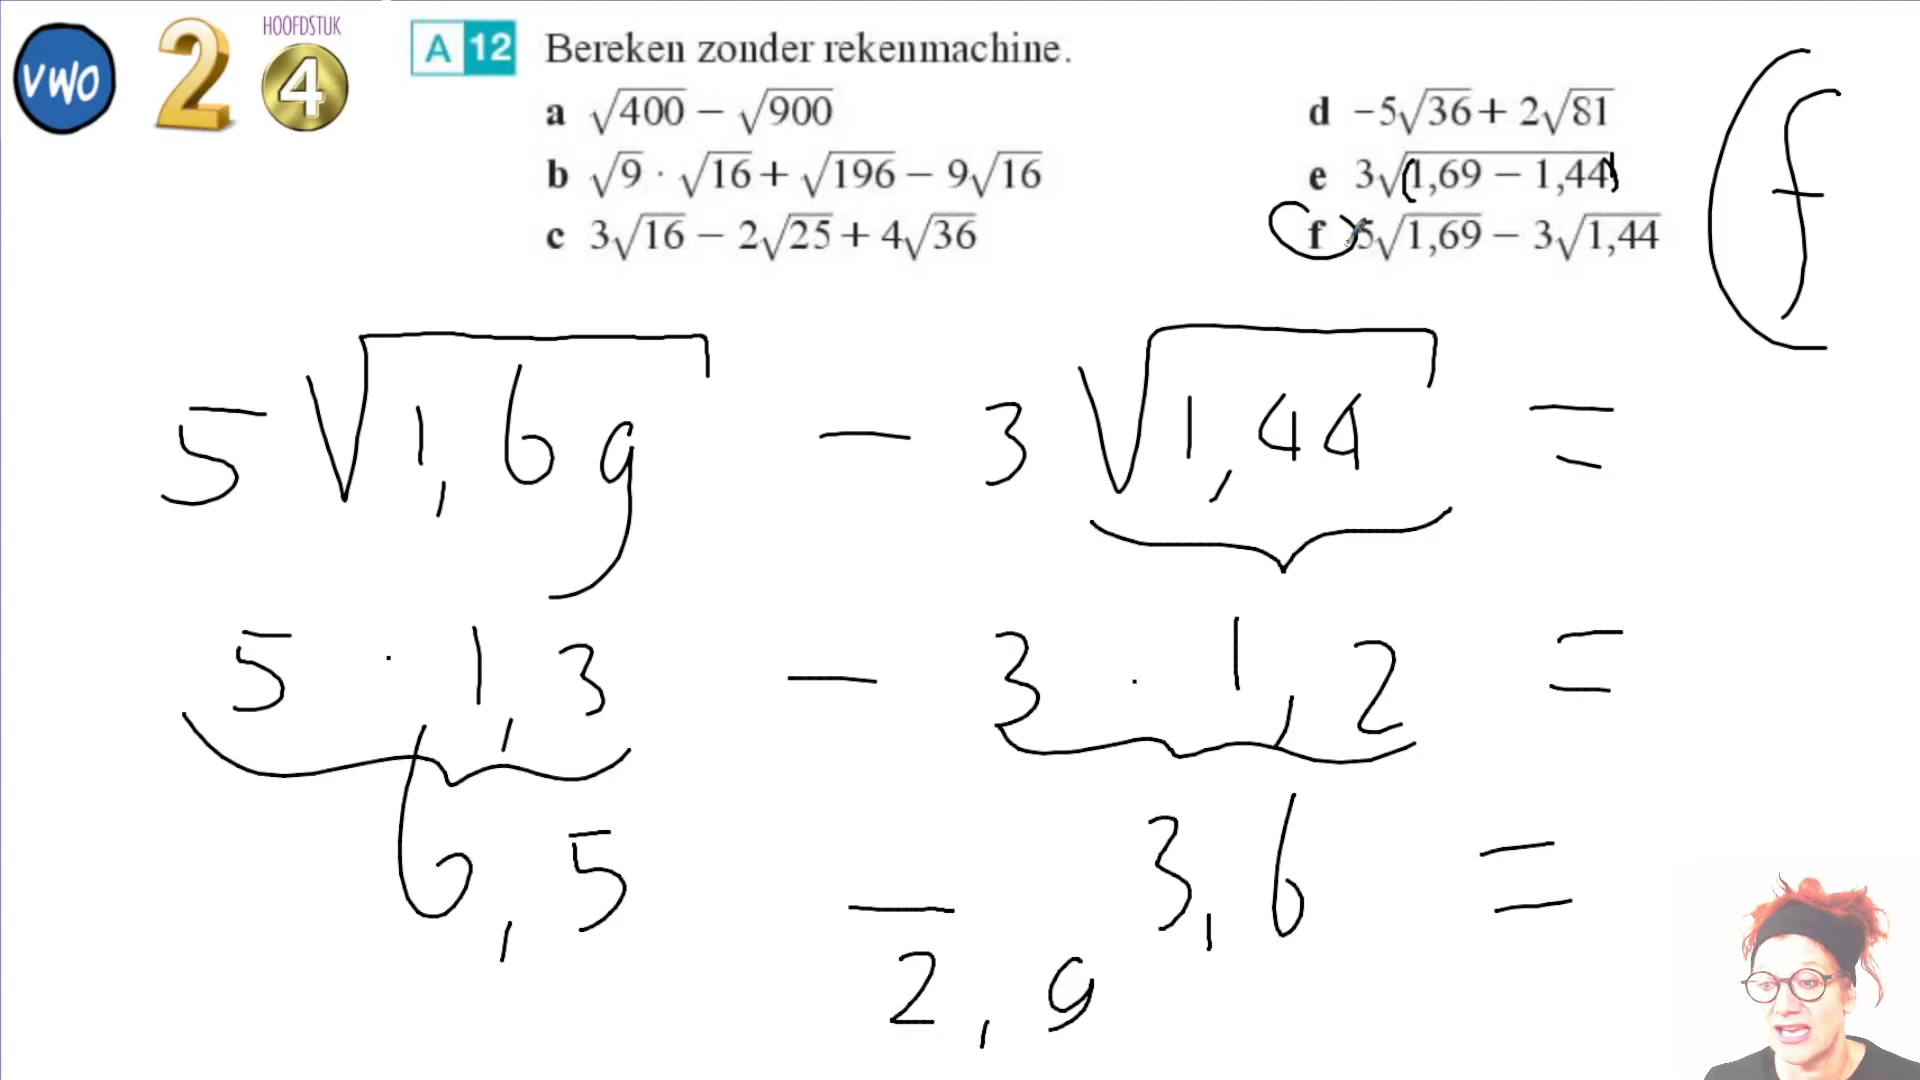 VWO 2 HOOFDSTUK 4
A 12 Bereken zonder rekenmachine.
a √400 − √900
b √9 · √16 + √196 − 9√16
c 3√16 − 2√25 + 4√36
d −5√36 + 2√81
e 3√(1,69 − 1,44)
f 5√1,69 − 3√1,44
f
5√1,69 − 3√1,44 =
5 · 1,3 − 3 · 1,2 =
6,5 − 3,6 =
2,9